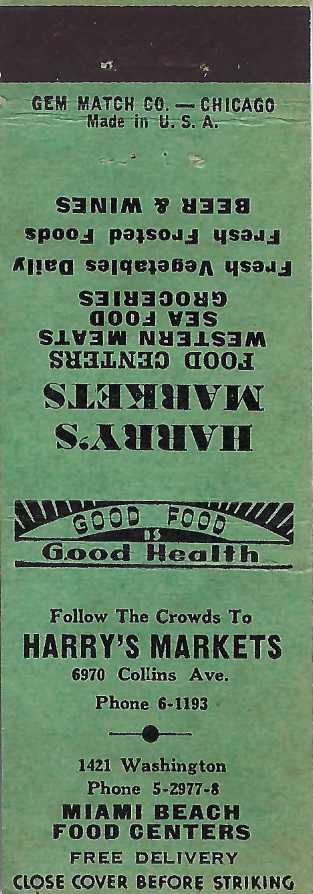 GEM MATCH CO. — CHICAGO
Made in U. S. A.
HARRY'S
MARKETS
FOOD CENTERS
WESTERN MEATS
SEA FOOD
GROCERIES
Fresh Vegetables Daily
Fresh Frosted Foods
BEER & WINES
GOOD FOOD
IS
Good Health
Follow The Crowds To
HARRY'S MARKETS
6970 Collins Ave.
Phone 6-1193
1421 Washington
Phone 5-2977-8
MIAMI BEACH
FOOD CENTERS
FREE DELIVERY
CLOSE COVER BEFORE STRIKING